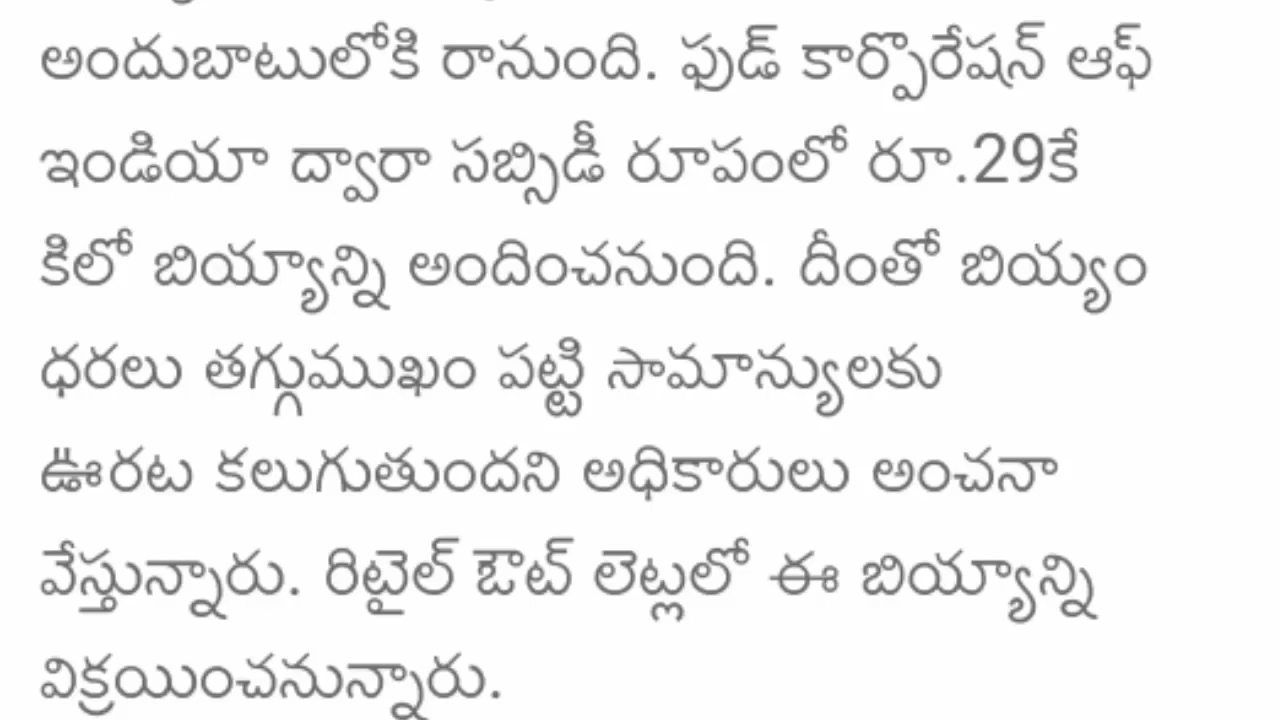 అందుబాటులోకి రానుంది. ఫుడ్ కార్పొరేషన్ ఆఫ్
ఇండియా ద్వారా సబ్సిడీ రూపంలో రూ.29కే
కిలో బియ్యాన్ని అందించనుంది. దీంతో బియ్యం
ధరలు తగ్గుముఖం పట్టి సామాన్యులకు
ఊరట కలుగుతుందని అధికారులు అంచనా
వేస్తున్నారు. రిటైల్ ఔట్ లెట్లలో ఈ బియ్యాన్ని
విక్రయించనున్నారు.